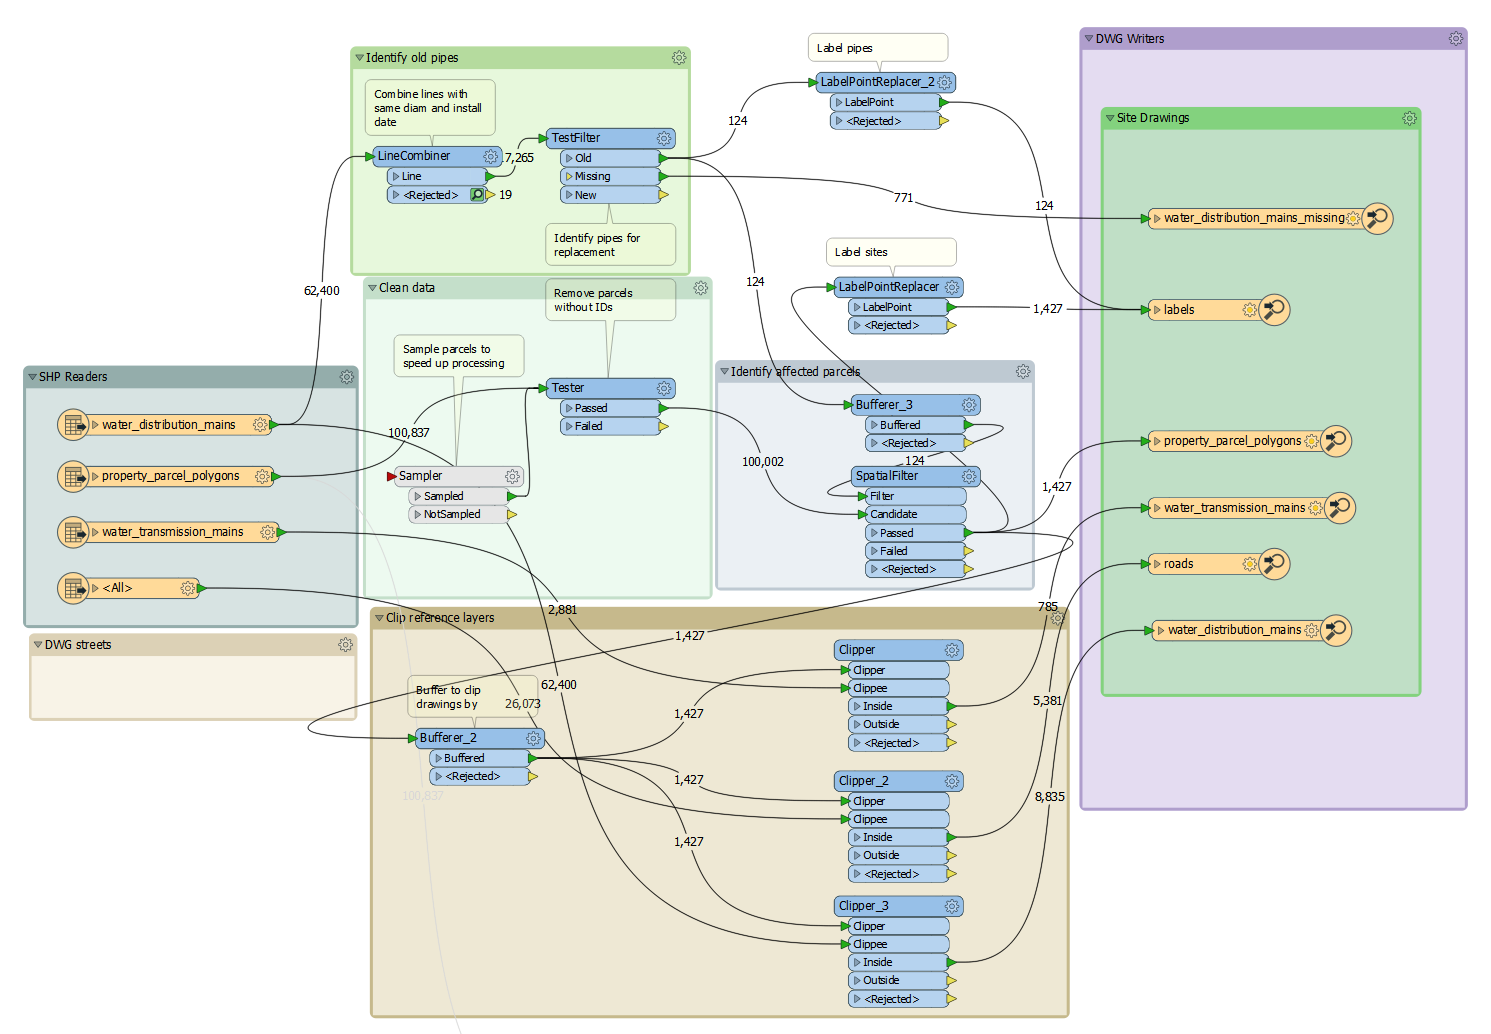 Identify old pipes
Combine lines with
same diam and install
date
LineCombiner
Line
<Rejected>
19
7,265
TestFilter
Old
Missing
New
Identify pipes for
replacement
62,400
Label pipes
LabelPointReplacer_2
LabelPoint
<Rejected>
124
771
124
124
Label sites
LabelPointReplacer
LabelPoint
<Rejected>
1,427
Clean data
Remove parcels
without IDs
Sample parcels to
speed up processing
Tester
Passed
Failed
100,837
Sampler
Sampled
NotSampled
100,002
SHP Readers
water_distribution_mains
property_parcel_polygons
water_transmission_mains
<All>
DWG streets
Identify affected parcels
Bufferer_3
Buffered
<Rejected>
124
SpatialFilter
Filter
Candidate
Passed
Failed
<Rejected>
1,427
1,427
Clip reference layers
2,881
62,400
26,073
Buffer to clip
drawings by
Bufferer_2
Buffered
<Rejected>
100,837
1,427
1,427
1,427
Clipper
Clipper
Clippee
Inside
Outside
<Rejected>
Clipper_2
Clipper
Clippee
Inside
Outside
<Rejected>
Clipper_3
Clipper
Clippee
Inside
Outside
<Rejected>
785
5,381
8,835
DWG Writers
Site Drawings
water_distribution_mains_missing
labels
property_parcel_polygons
water_transmission_mains
roads
water_distribution_mains